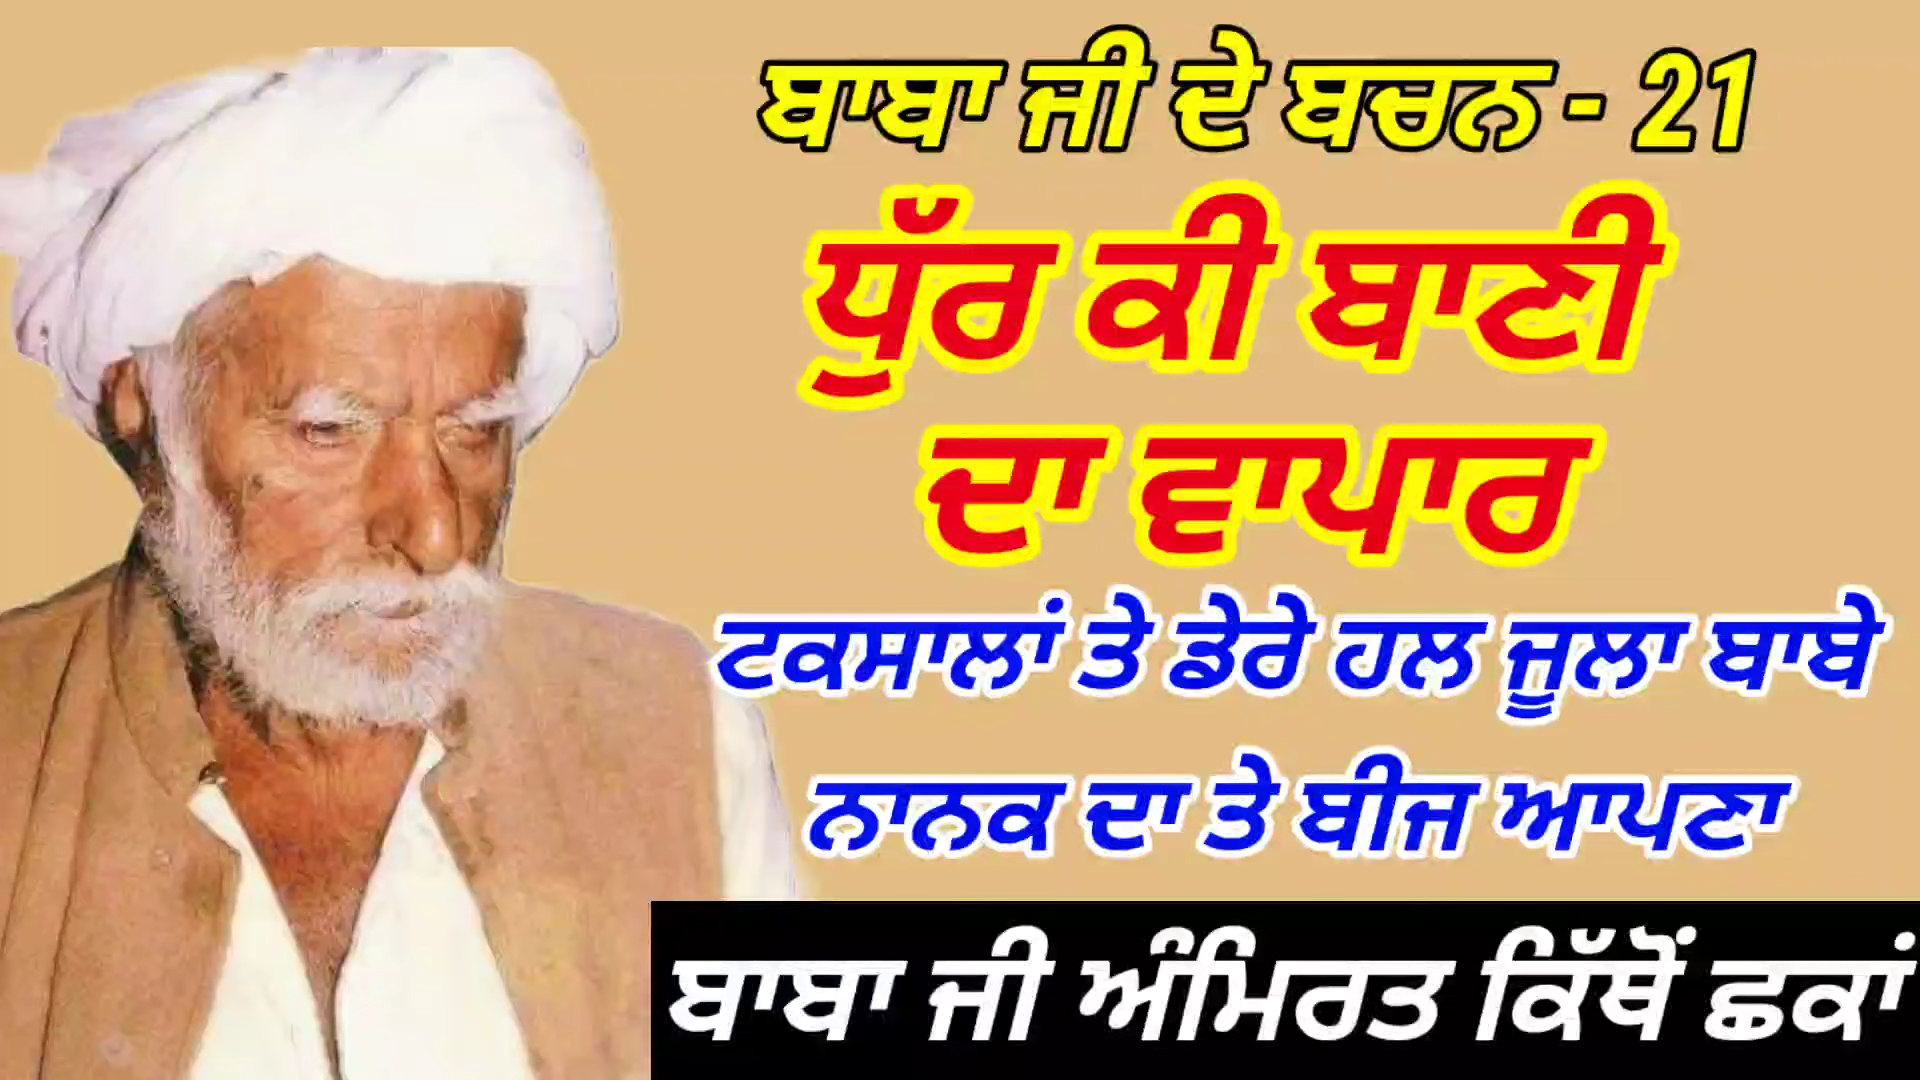 ਬਾਬਾ ਜੀ ਦੇ ਬਚਨ - 21
ਧੁੱਰ ਕੀ ਬਾਣੀ
ਦਾ ਵਾਪਾਰ
ਟਕਸਾਲਾਂ ਤੇ ਡੇਰੇ ਹਲ ਜੂਲਾ ਬਾਬੇ
ਨਾਨਕ ਦਾ ਤੇ ਬੀਜ ਆਪਣਾ
ਬਾਬਾ ਜੀ ਅੰਮਿਰਤ ਕਿੱਥੋਂ ਛਕਾਂ